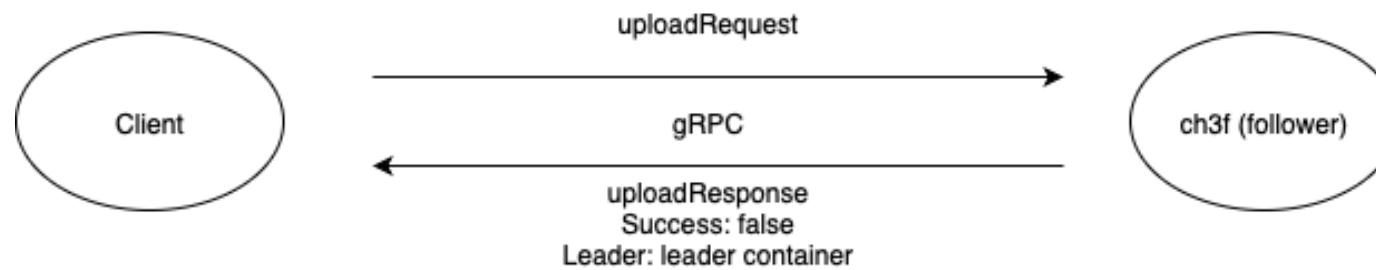 uploadRequest
Client
gRPC
ch3f (follower)
uploadResponse
Success: false
Leader: leader container